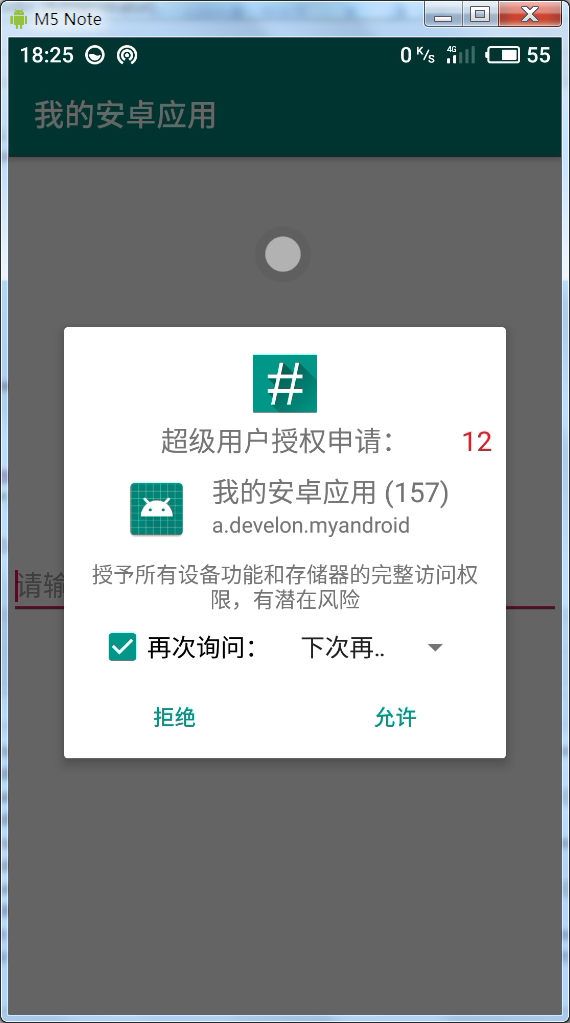 M5 Note
18:25 0 K/s 4G 55
我的安卓应用
#
超级用户授权申请： 12
我的安卓应用 (157)
a.develon.myandroid
请输
授予所有设备功能和存储器的完整访问权
限，有潜在风险
再次询问： 下次再..
拒绝 允许